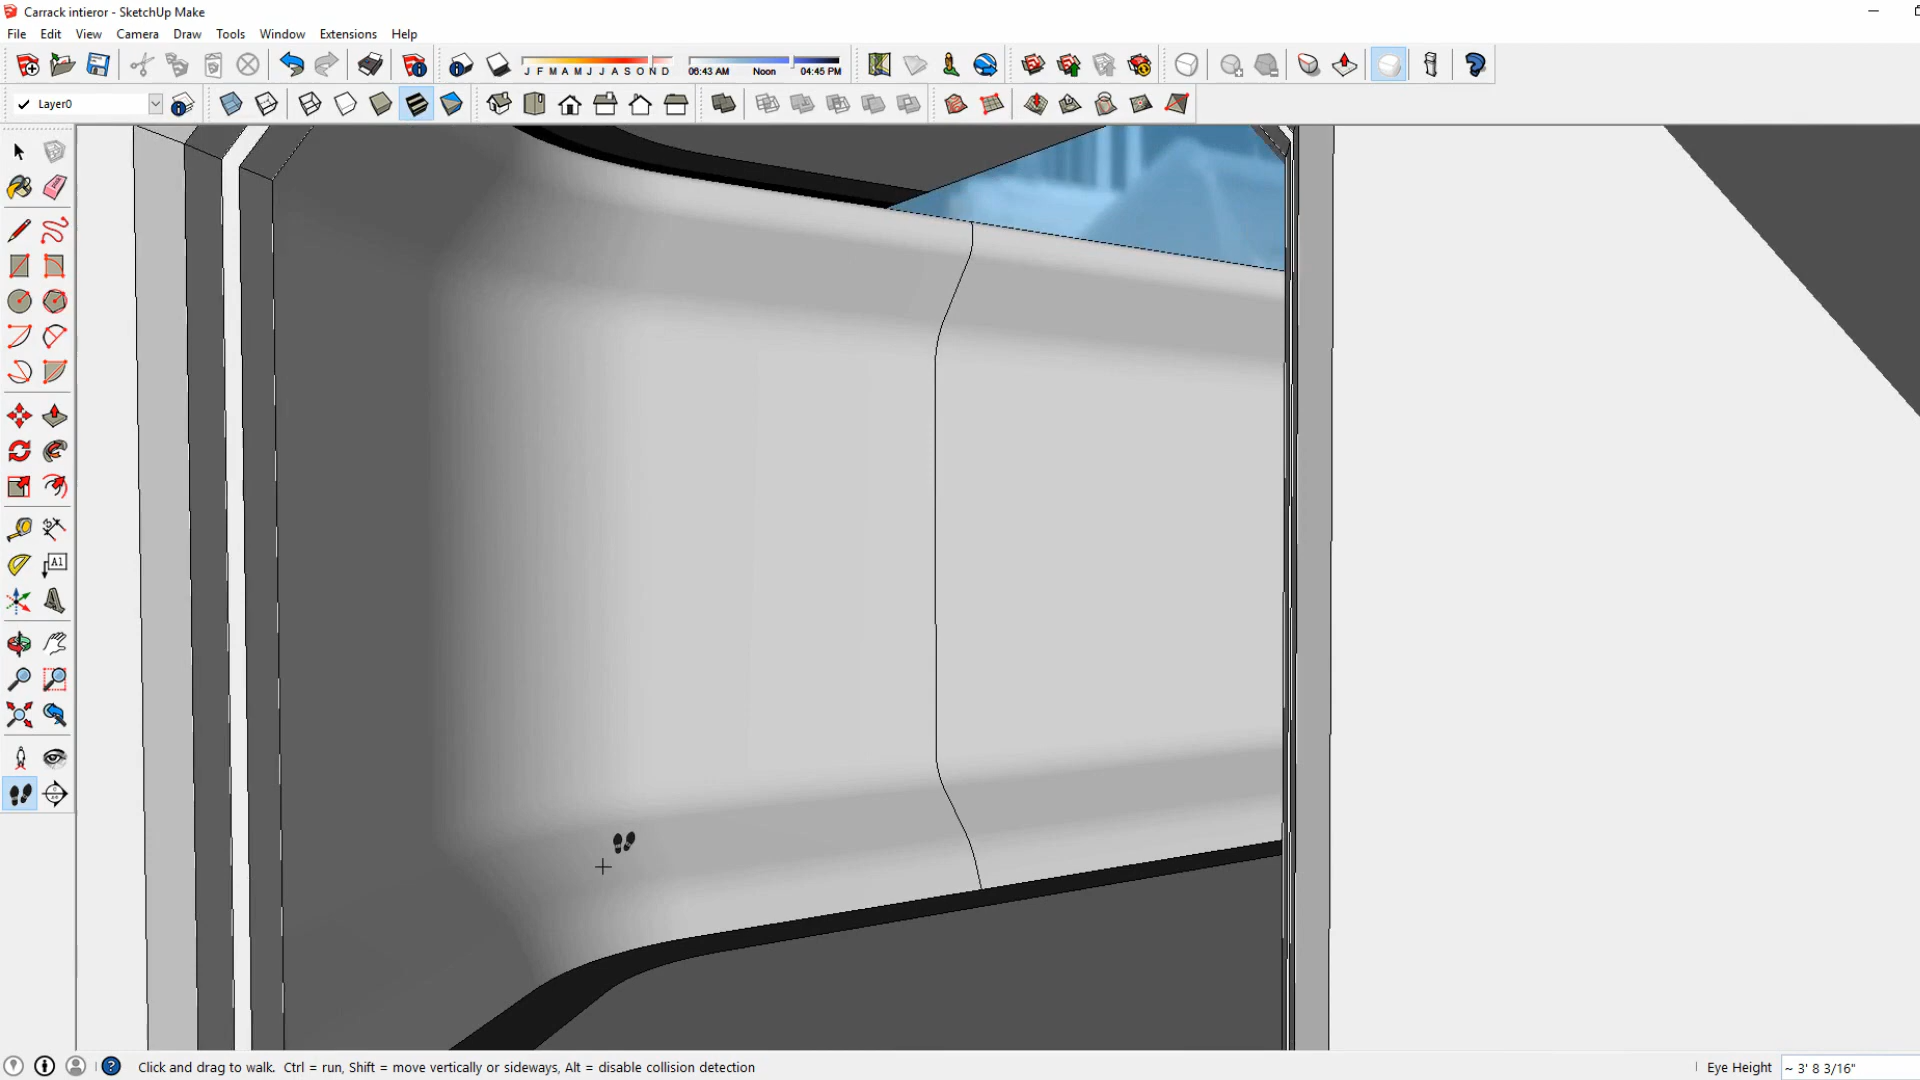 Carrack intieror - SketchUp Make
File Edit View Camera Draw Tools Window Extensions Help
J F M A M J J A S O N D
06:43 AM Noon 04:45 PM
Layer0
A1
Click and drag to walk. Ctrl = run, Shift = move vertically or sideways, Alt = disable collision detection
Eye Height ~ 3' 8 3/16"